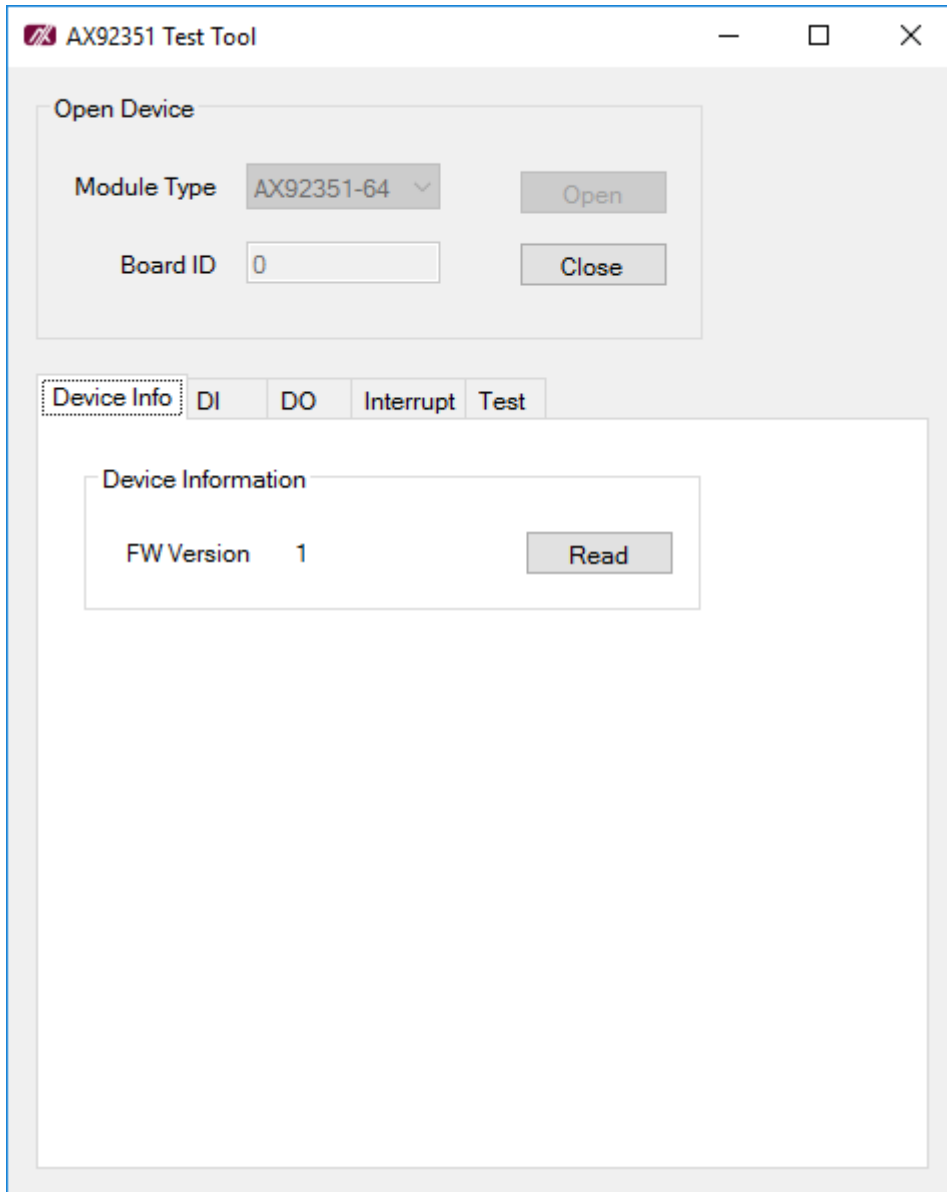 AX92351 Test Tool
Open Device
Module Type AX92351-64 Open
Board ID 0 Close
Device Info DI DO Interrupt Test
Device Information
FW Version 1 Read